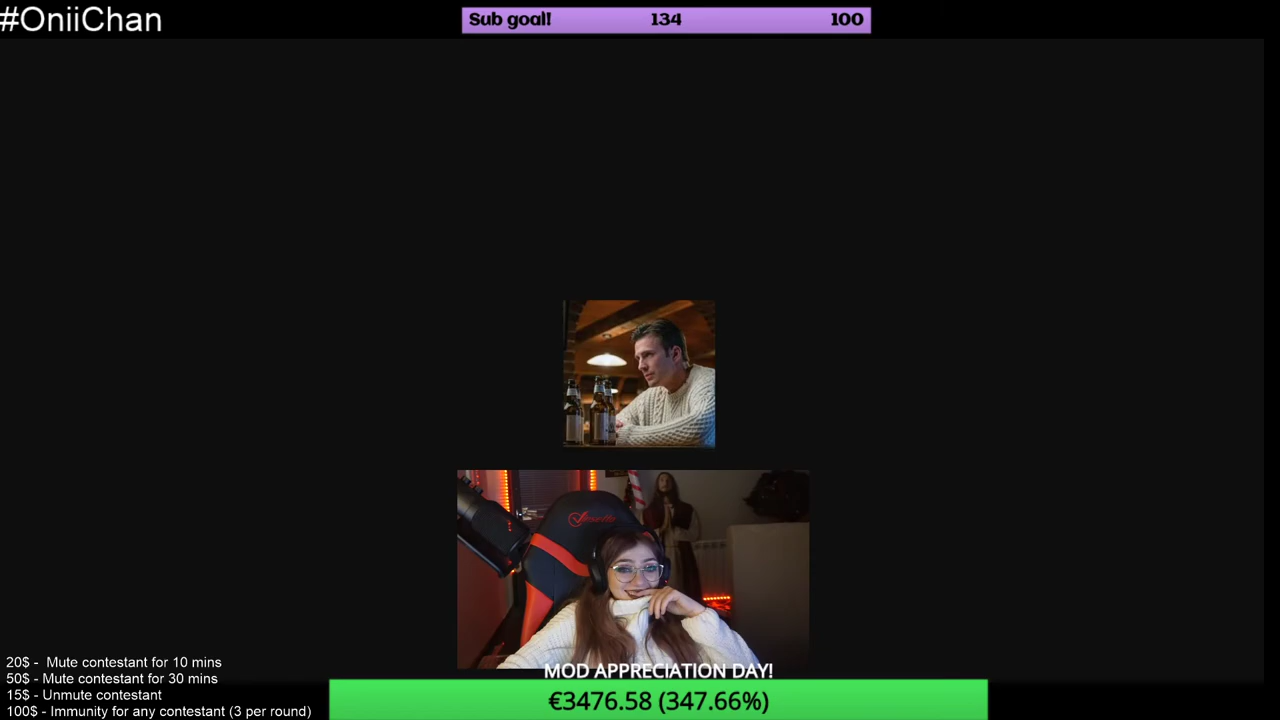 #OniiChan
Sub goal! 134 100
MOD APPRECIATION DAY!
€3476.58 (347.66%)
20$ - Mute contestant for 10 mins
50$ - Mute contestant for 30 mins
15$ - Unmute contestant
100$ - Immunity for any contestant (3 per round)